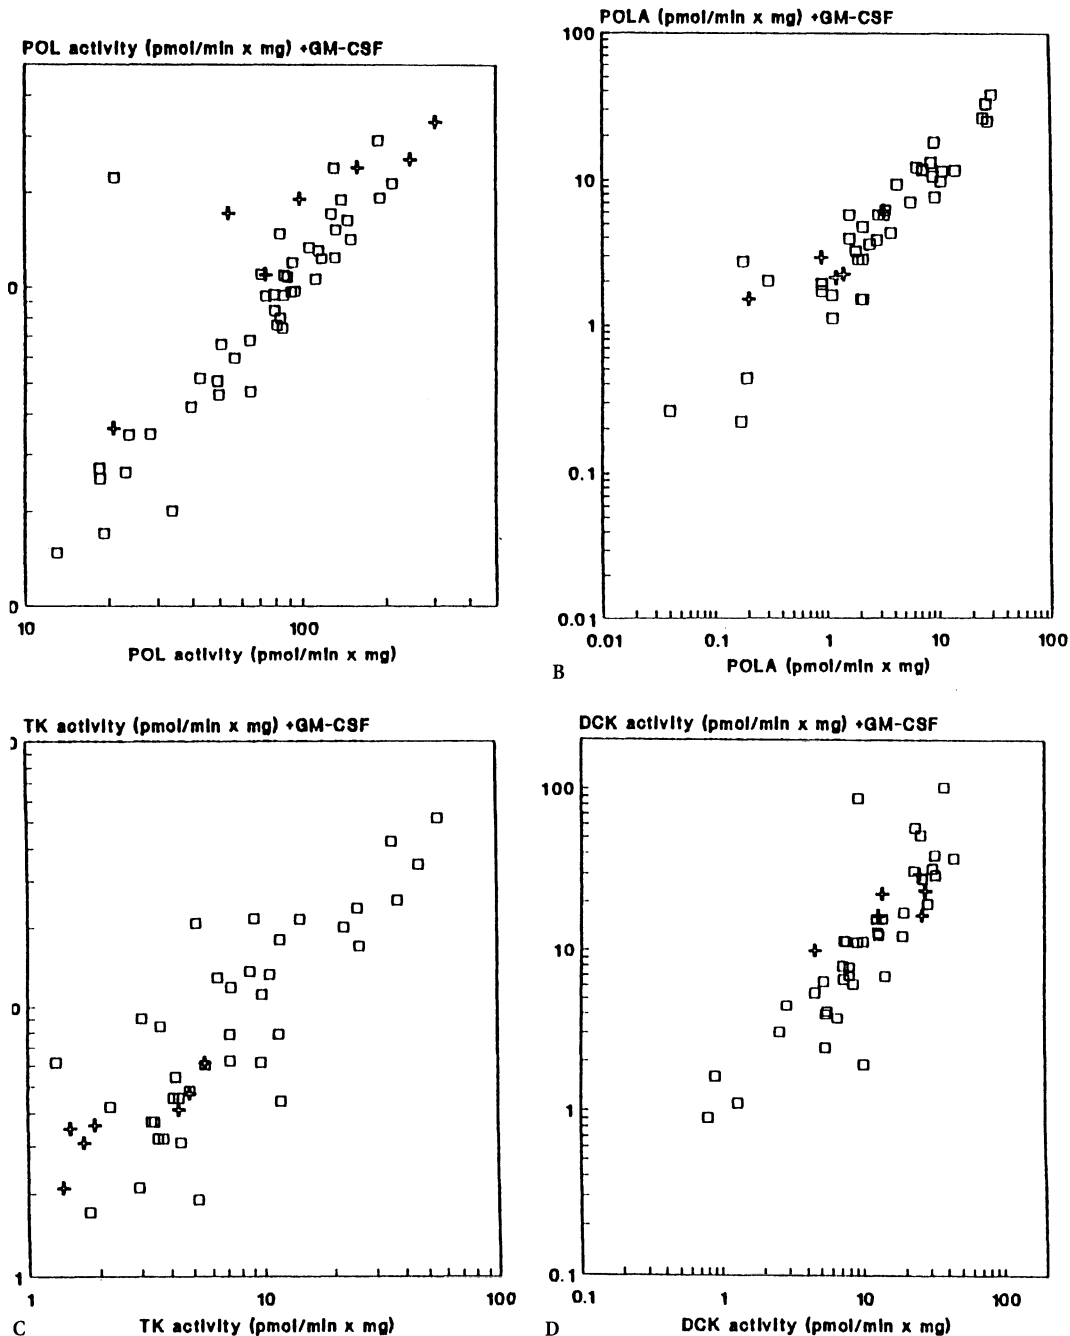 POL activity (pmol/min x mg) +GM-CSF
0
0
10
100
POL activity (pmol/min x mg)
POLA (pmol/min x mg) +GM-CSF
100
10
1
0.1
0.01
0.01
0.1
1
10
100
POLA (pmol/min x mg)
B
TK activity (pmol/min x mg) +GM-CSF
0
0
1
1
10
100
TK activity (pmol/min x mg)
C
DCK activity (pmol/min x mg) +GM-CSF
100
10
1
0.1
0.1
1
10
100
DCK activity (pmol/min x mg)
D